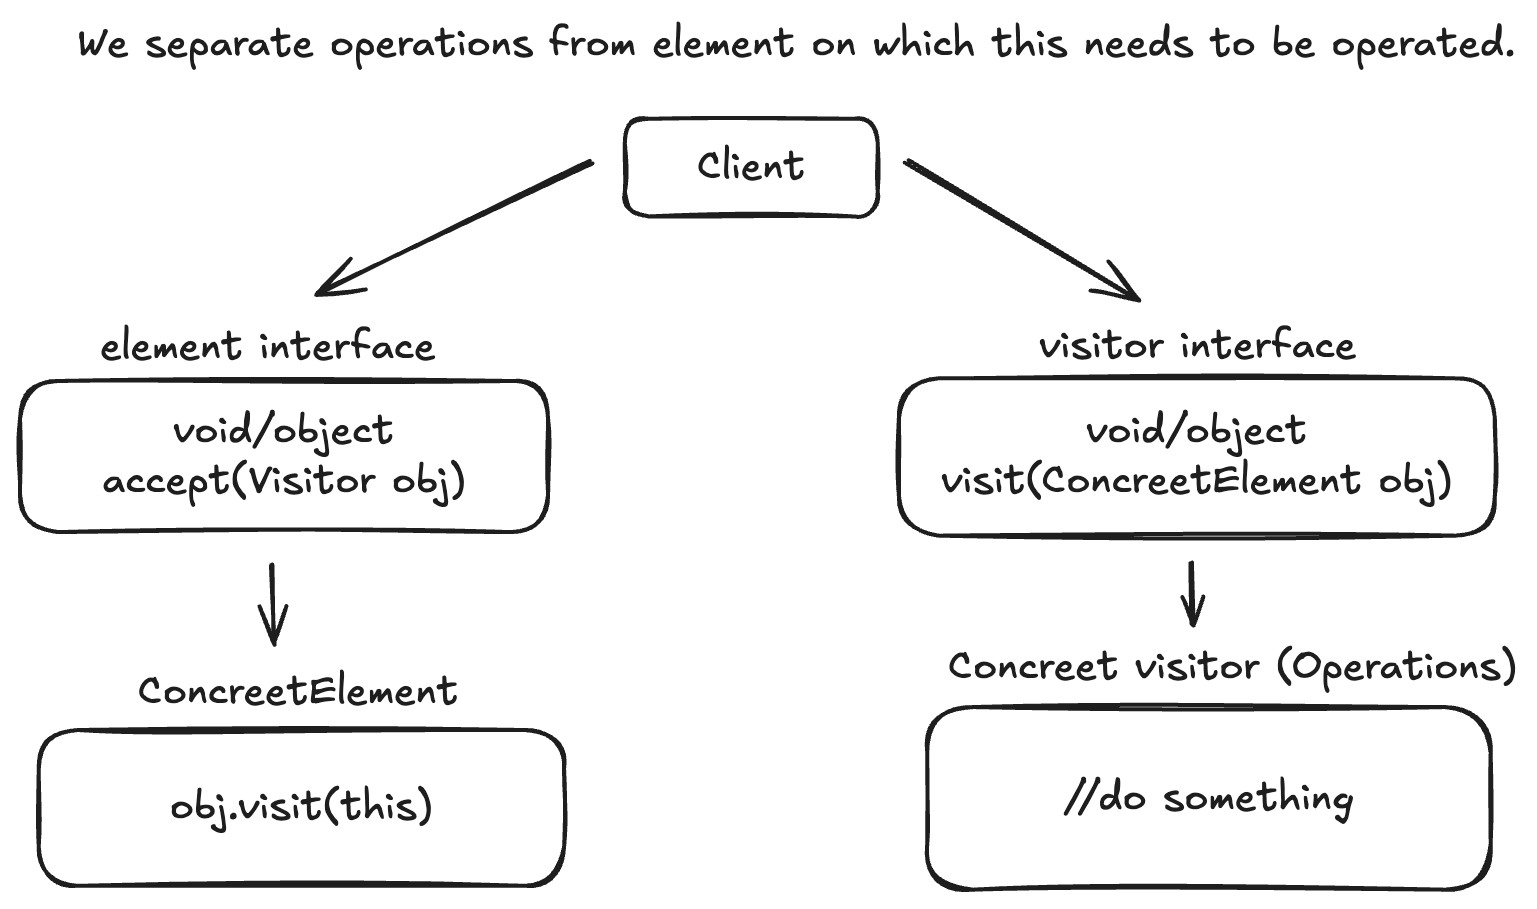 We separate operations from element on which this needs to be operated.
Client
element interface
void/object
accept(Visitor obj)
visitor interface
void/object
visit(ConcreetElement obj)
ConcreetElement
obj.visit(this)
Concreet visitor (Operations)
//do something